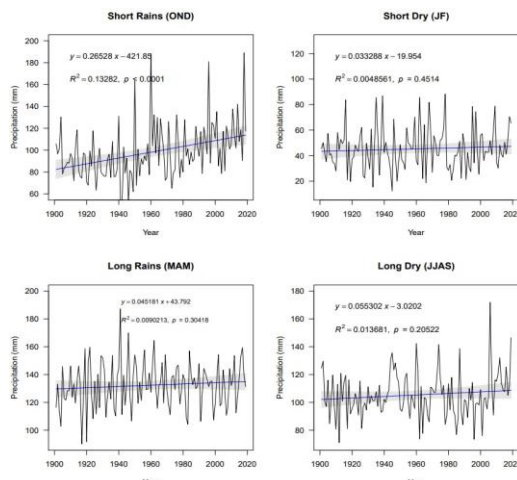 Short Rains (OND)
y = 0.26528 x − 421.85
R² = 0.13282, p < 0.0001
Precipitation (mm)
200
180
160
140
120
100
80
60
1900 1920 1940 1960 1980 2000 2020
Year
Short Dry (JF)
y = 0.033288 x − 19.954
R² = 0.0048561, p = 0.4514
Precipitation (mm)
120
100
80
60
40
20
1900 1920 1940 1960 1980 2000 2020
Year
Long Rains (MAM)
y = 0.045181 x + 43.792
R² = 0.0090213, p = 0.30418
Precipitation (mm)
200
180
160
140
120
100
1900 1920 1940 1960 1980 2000 2020
Long Dry (JJAS)
y = 0.055302 x − 3.0202
R² = 0.013681, p = 0.20522
Precipitation (mm)
180
160
140
120
100
80
1900 1920 1940 1960 1980 2000 2020